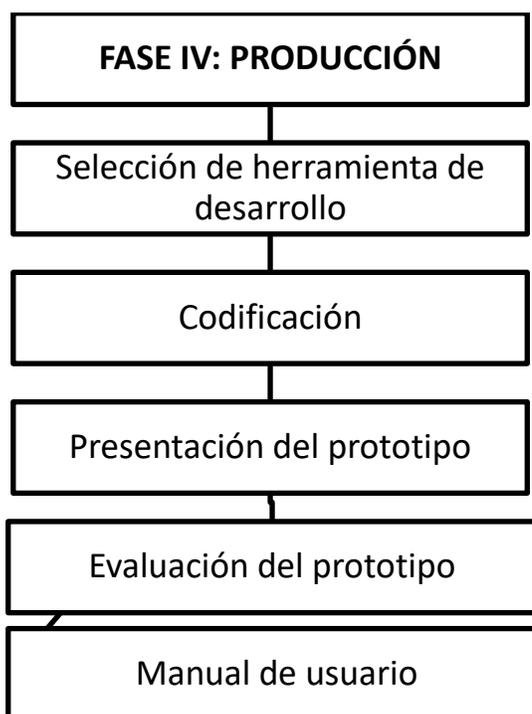 FASE IV: PRODUCCIÓN
Selección de herramienta de
desarrollo
Codificación
Presentación del prototipo
Evaluación del prototipo
Manual de usuario